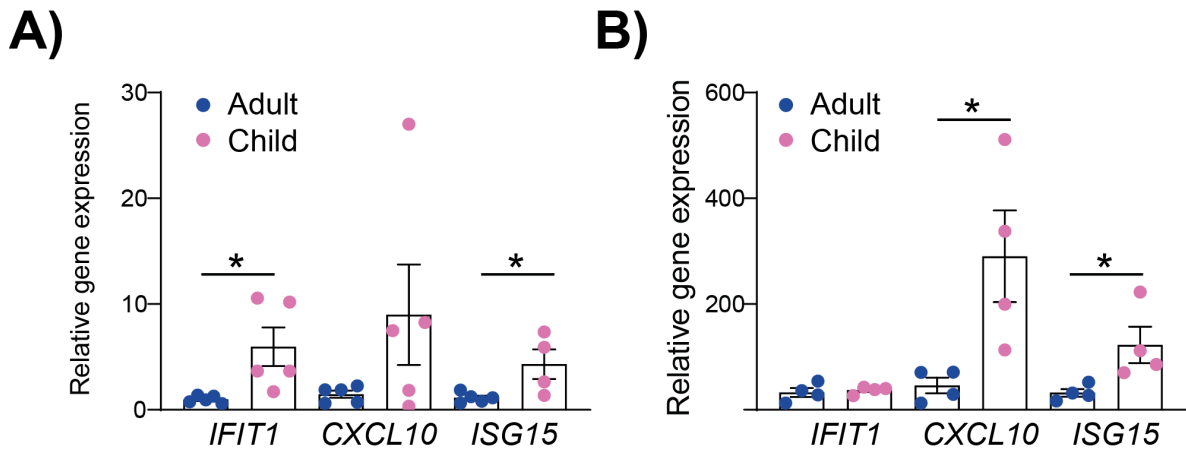 A)
Relative gene expression
30
20
10
0
Adult
Child
*
*
IFIT1
CXCL10
ISG15
B)
Relative gene expression
600
400
200
Adult
Child
*
*
IFIT1
CXCL10
ISG15